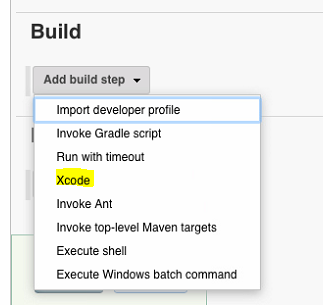 Build
Add build step
Import developer profile
Invoke Gradle script
Run with timeout
Xcode
Invoke Ant
Invoke top-level Maven targets
Execute shell
Execute Windows batch command